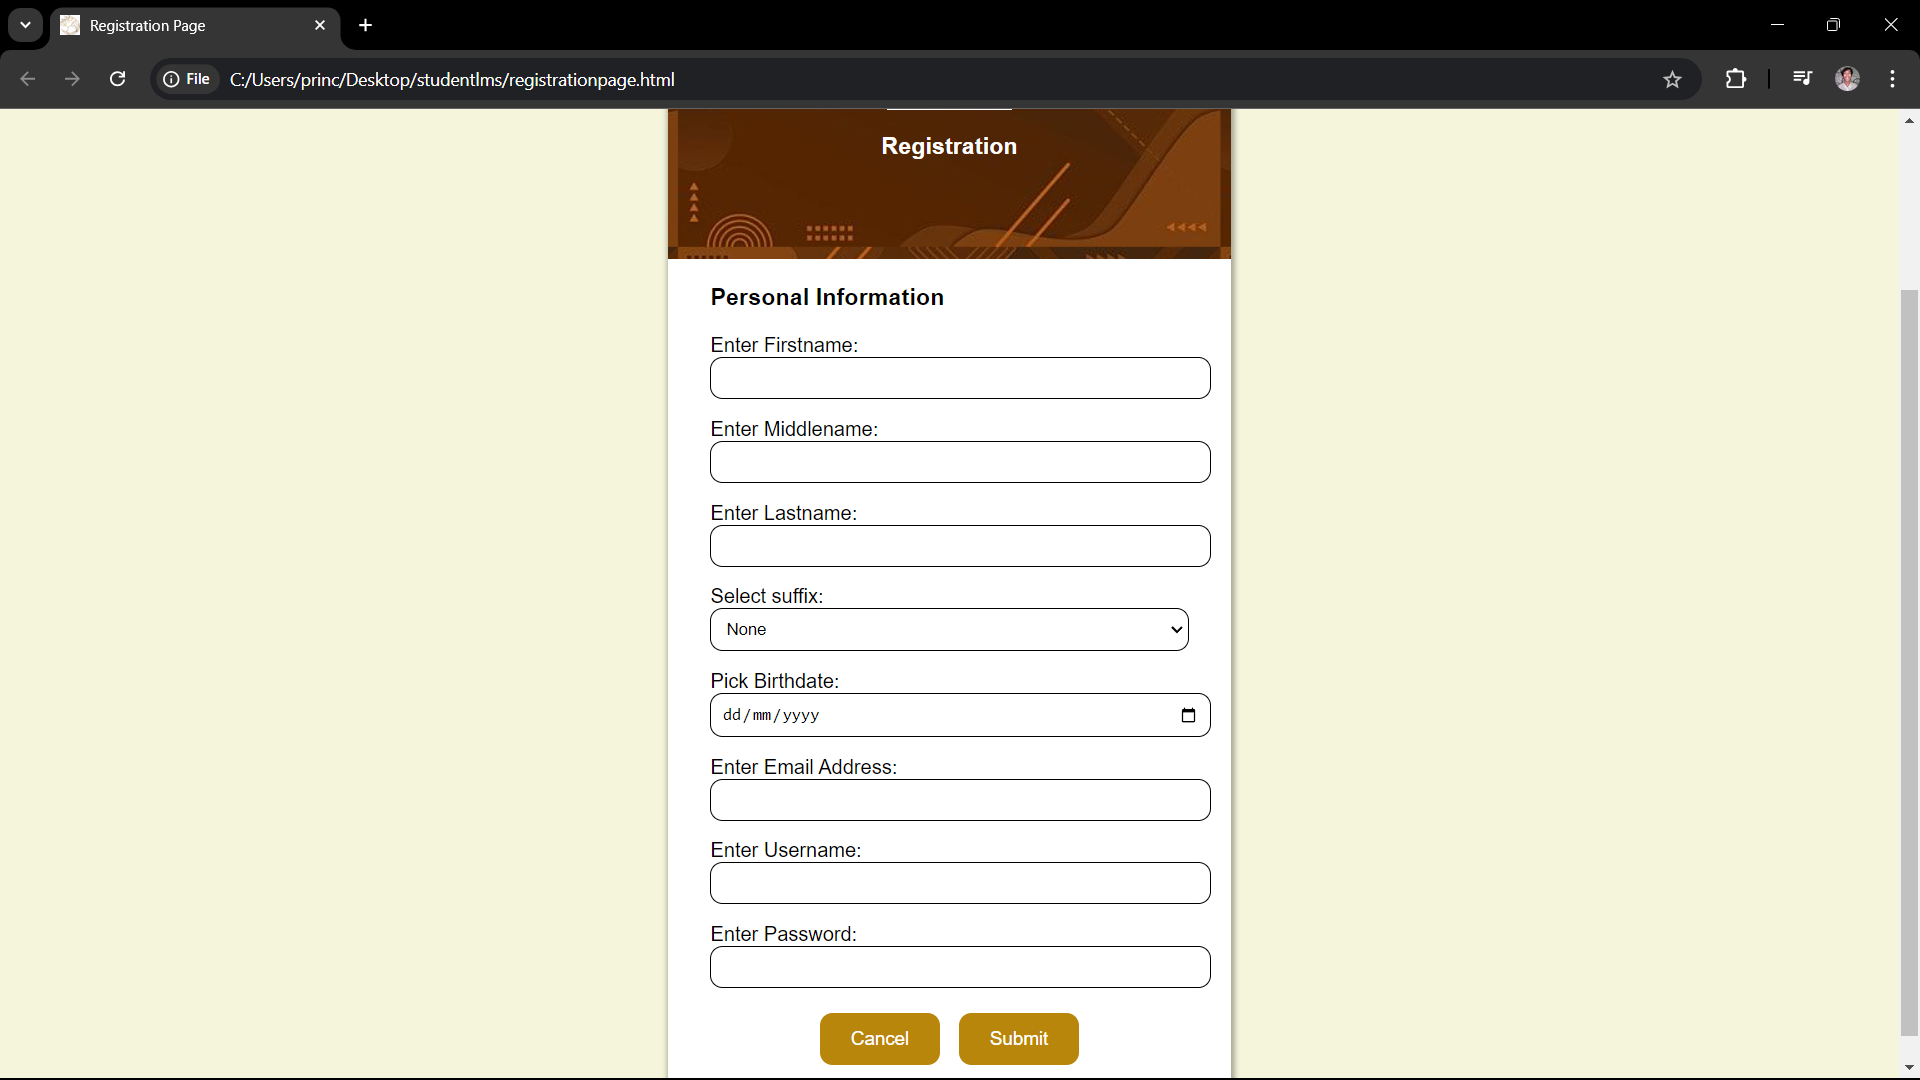 Registration Page
File
C:/Users/princ/Desktop/studentlms/registrationpage.html
Registration
Personal Information
Enter Firstname:
Enter Middlename:
Enter Lastname:
Select suffix:
None
Pick Birthdate:
dd/mm/yyyy
Enter Email Address:
Enter Username:
Enter Password:
Cancel Submit